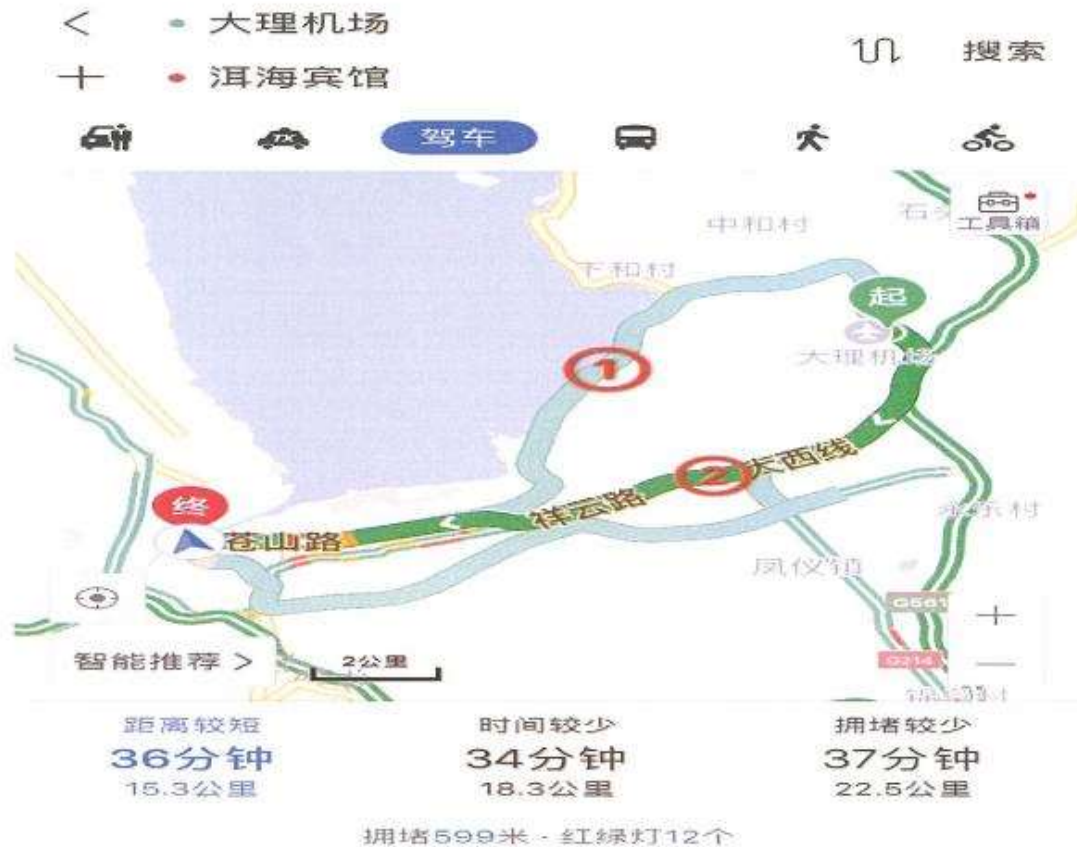 大理机场
洱海宾馆
搜索
驾车
工具箱
中和村
下和村
起
大理机场
1
大西线
2
祥云路
终
苍山路
凤仪镇
G561
智能推荐 >
2公里
G214
距离较短
时间较少
拥堵较少
36分钟
34分钟
37分钟
15.3公里
18.3公里
22.5公里
拥堵599米 · 红绿灯12个